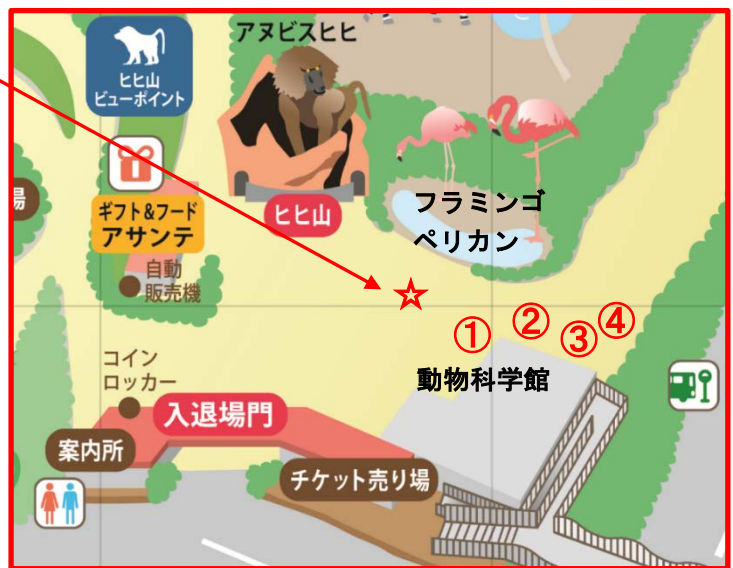 アヌビスヒヒ
ヒヒ山
ビューポイント
場
ギフト&フード
アサンテ
ヒヒ山
フラミンゴ
ペリカン
自動
販売機
① ② ③ ④
動物科学館
コイン
ロッカー
入退場門
案内所
チケット売り場